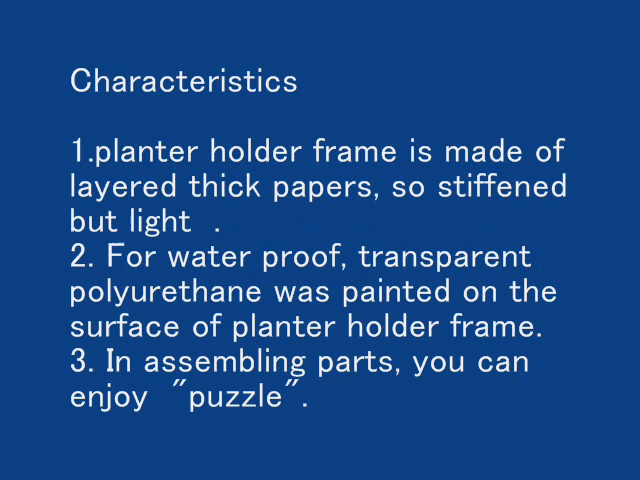 Characteristics
1.planter holder frame is made of
layered thick papers, so stiffened
but light .
2. For water proof, transparent
polyurethane was painted on the
surface of planter holder frame.
3. In assembling parts, you can
enjoy "puzzle".